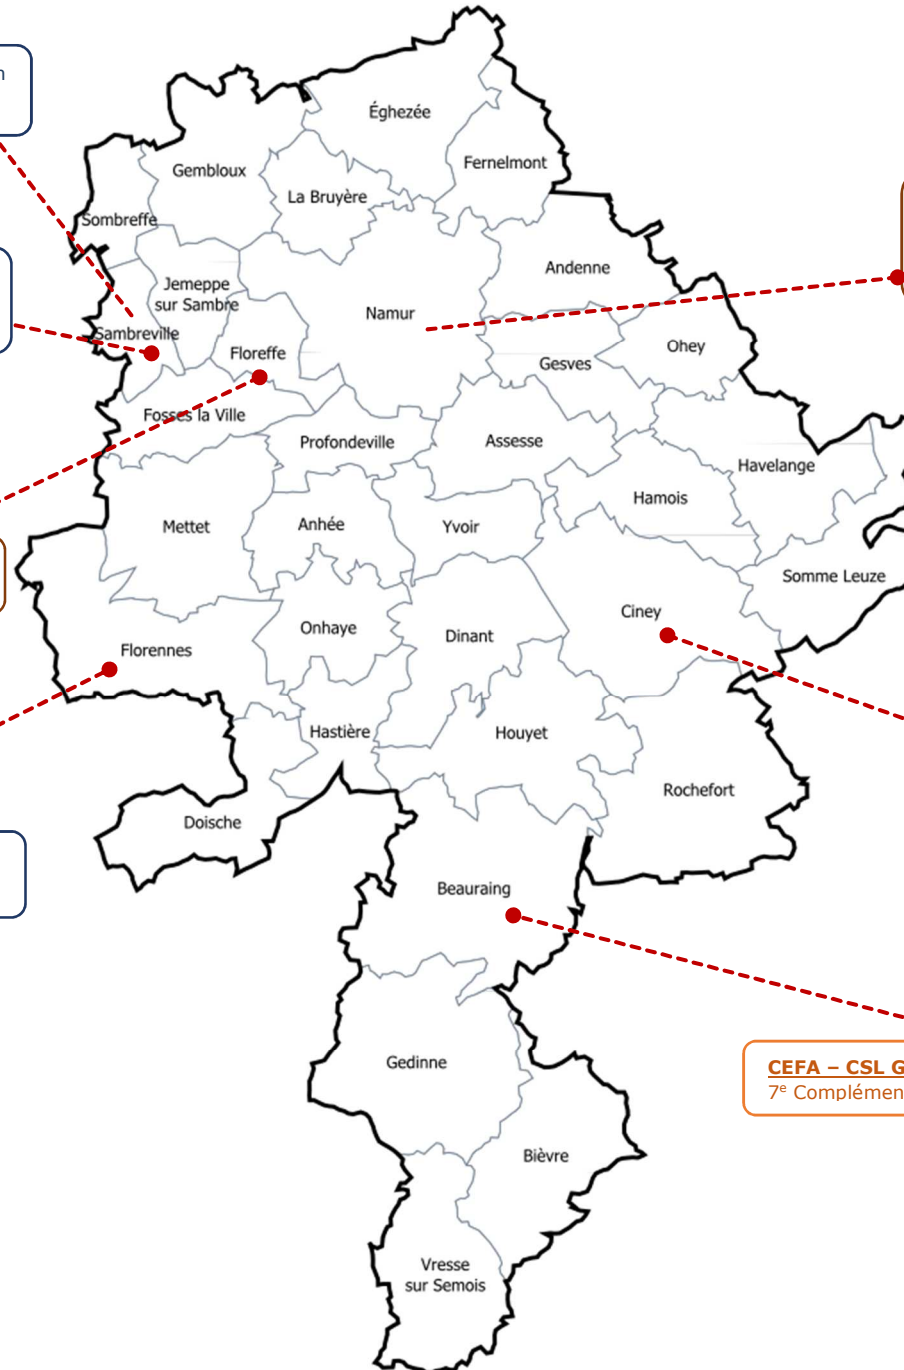 Éghezée
Fernelmont
Gembloux
La Bruyère
Sombreffe
Andenne
Jemeppe
sur Sambre
Namur
Sambreville
Floreffe
Gesves
Ohey
Fosses la Ville
Profondeville
Assesse
Havelange
Hamois
Mettet
Anhée
Yvoir
Somme Leuze
Ciney
Onhaye
Dinant
Florennes
Hastière
Houyet
Rochefort
Doische
Beauraing
Gedinne
CEFA – CSL G
7e Complémen
Bièvre
Vresse
sur Semois